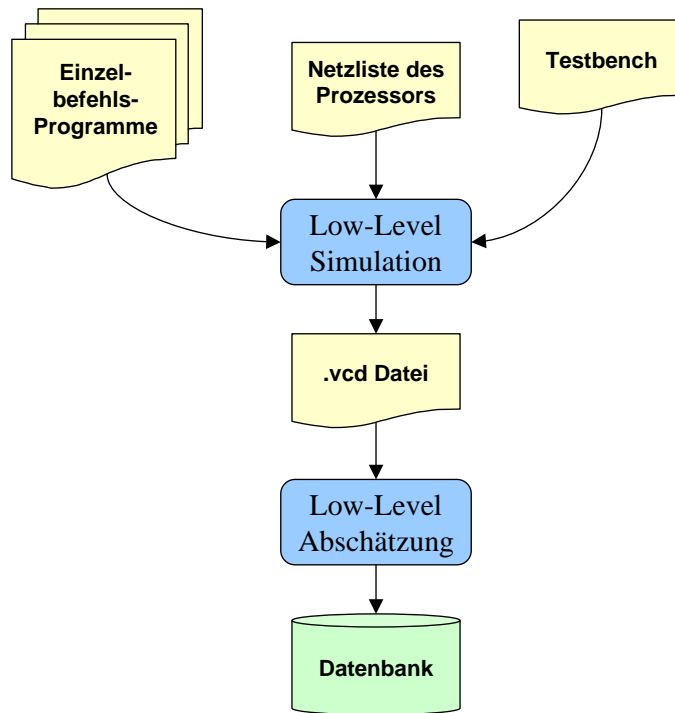 Einzel-
befehls-
Programme
Netzliste des
Prozessors
Testbench
Low-Level
Simulation
.vcd Datei
Low-Level
Abschätzung
Datenbank